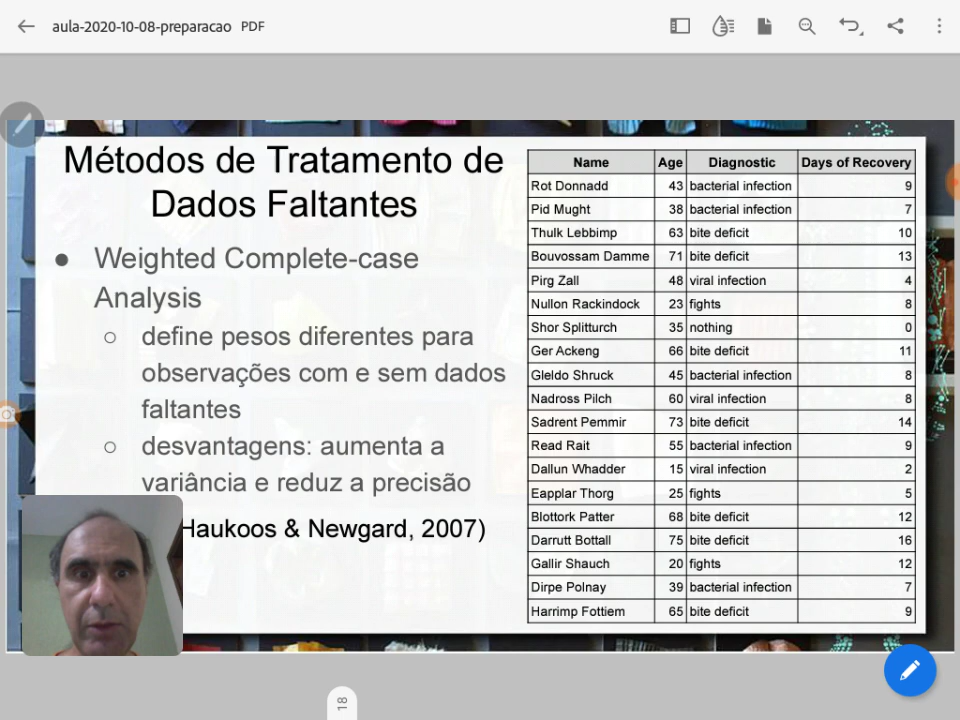 aula-2020-10-08-preparacao PDF
Métodos de Tratamento de
Dados Faltantes
● Weighted Complete-case
Analysis
○ define pesos diferentes para
observações com e sem dados
faltantes
○ desvantagens: aumenta a
variância e reduz a precisão
Haukoos & Newgard, 2007)
Name Age Diagnostic Days of Recovery
Rot Donnadd 43 bacterial infection 9
Pid Mught 38 bacterial infection 7
Thulk Lebbimp 63 bite deficit 10
Bouvossam Damme 71 bite deficit 13
Pirg Zall 48 viral infection 4
Nullon Rackindock 23 fights 8
Shor Splitturch 35 nothing 0
Ger Ackeng 66 bite deficit 11
Gleldo Shruck 45 bacterial infection 8
Nadross Pilch 60 viral infection 8
Sadrent Pemmir 73 bite deficit 14
Read Rait 55 bacterial infection 9
Dallun Whadder 15 viral infection 2
Eapplar Thorg 25 fights 5
Blottork Patter 68 bite deficit 12
Darrutt Bottall 75 bite deficit 16
Gallir Shauch 20 fights 12
Dirpe Polnay 39 bacterial infection 7
Harrimp Fottiem 65 bite deficit 9
18